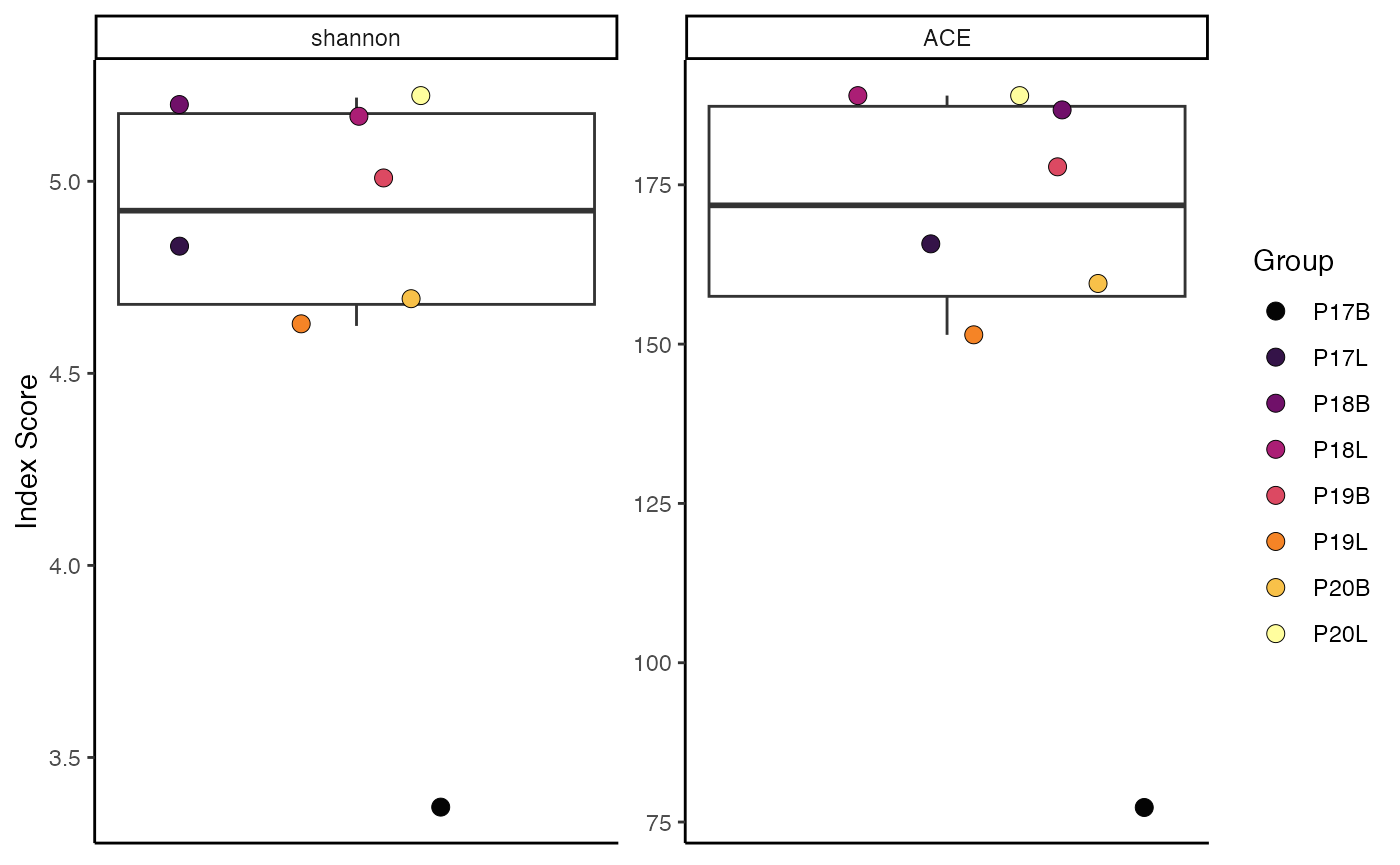 shannon
ACE
5.0
4.5
4.0
3.5
Index Score
175
150
125
100
75
Group
P17B
P17L
P18B
P18L
P19B
P19L
P20B
P20L